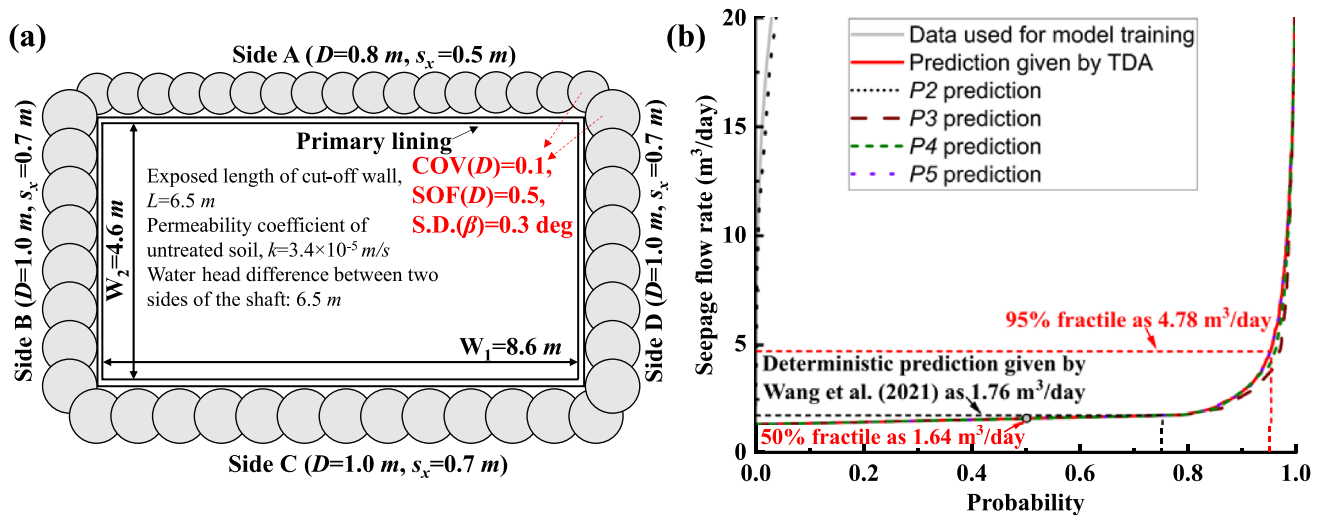 (a)
Side A (D=0.8 m, sₓ=0.5 m)
Side B (D=1.0 m, sₓ=0.7 m)
Primary lining
COV(D)=0.1,
SOF(D)=0.5,
S.D.(β)=0.3 deg
Exposed length of cut-off wall,
L=6.5 m
Permeability coefficient of
untreated soil, k=3.4×10⁻⁵ m/s
Water head difference between two
sides of the shaft: 6.5 m
W₂=4.6 m
W₁=8.6 m
Side D (D=1.0 m, sₓ=0.7 m)
Side C (D=1.0 m, sₓ=0.7 m)
(b)
Seepage flow rate (m³/day)
20
15
10
5
0
Data used for model training
Prediction given by TDA
P2 prediction
P3 prediction
P4 prediction
P5 prediction
95% fractile as 4.78 m³/day
Deterministic prediction given by
Wang et al. (2021) as 1.76 m³/day
50% fractile as 1.64 m³/day
0.0 0.2 0.4 0.6 0.8 1.0
Probability